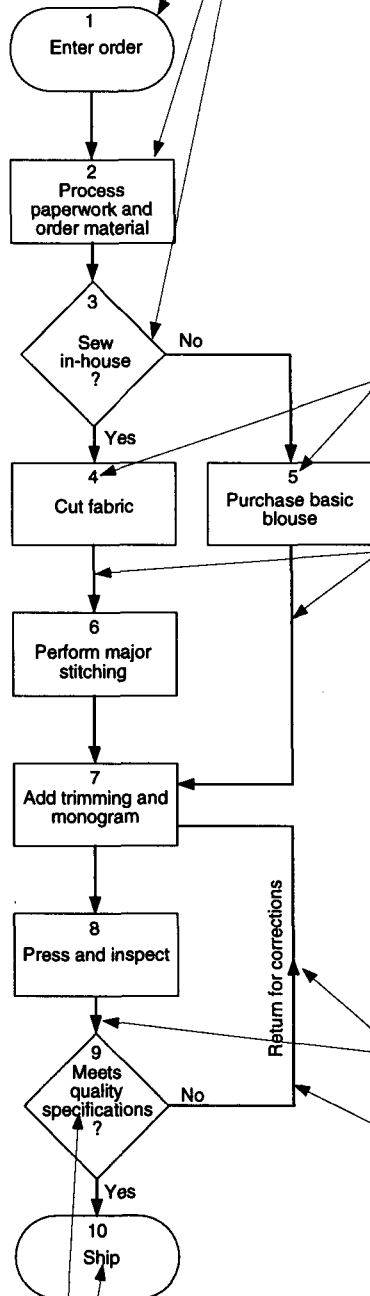 1
Enter order
2
Process
paperwork and
order material
3
Sew
in-house
?
No
Yes
4
Cut fabric
5
Purchase basic
blouse
6
Perform major
stitching
7
Add trimming and
monogram
8
Press and inspect
Return for corrections
9
Meets
quality
specifications
?
No
Yes
10
Ship